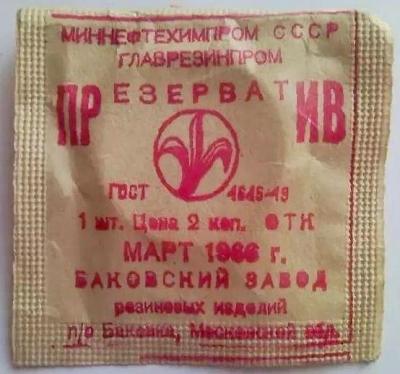 МИННЕФТЕХИМПРОМ СССР
ГЛАВРЕЗИНПРОМ
ПРЕЗЕРВАТИВ
ГОСТ 4645-49
1 шт. Цена 2 коп. ОТК
МАРТ 1966 г.
БАКОВСКИЙ ЗАВОД
резиновых изделий
п/о Баковка, Московской обл.